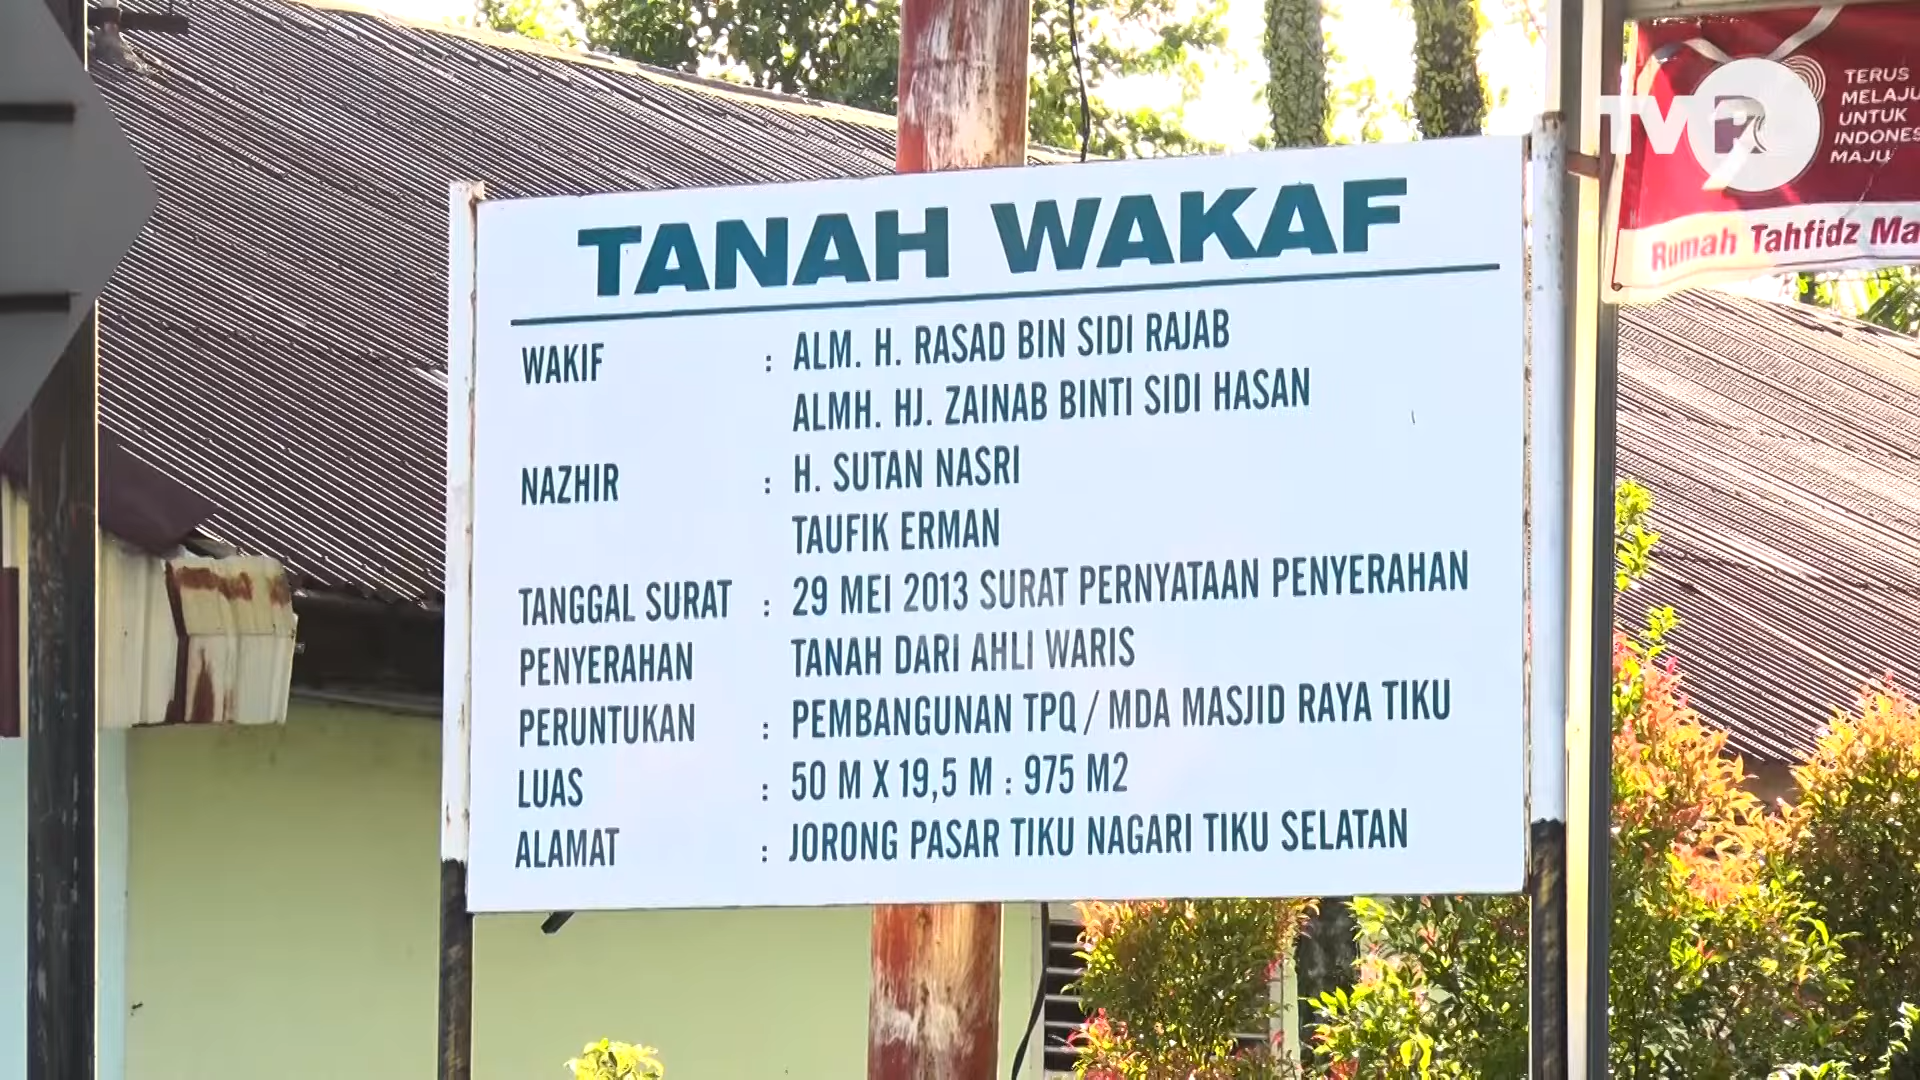 TANAH WAKAF
WAKIF : ALM. H. RASAD BIN SIDI RAJAB
ALMH. HJ. ZAINAB BINTI SIDI HASAN
NAZHIR : H. SUTAN NASRI
TAUFIK ERMAN
TANGGAL SURAT : 29 MEI 2013 SURAT PERNYATAAN PENYERAHAN
PENYERAHAN TANAH DARI AHLI WARIS
PERUNTUKAN : PEMBANGUNAN TPQ / MDA MASJID RAYA TIKU
LUAS : 50 M X 19,5 M : 975 M2
ALAMAT : JORONG PASAR TIKU NAGARI TIKU SELATAN
TVR
TERUS
MELAJU
UNTUK
INDONES
MAJU
Rumah Tahfidz Ma